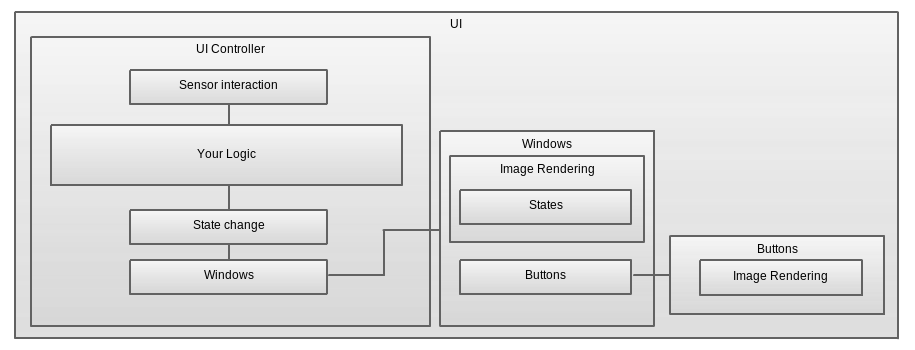 UI
UI Controller
Sensor interaction
Your Logic
State change
Windows
Windows
Image Rendering
States
Buttons
Buttons
Image Rendering